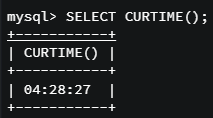 mysql> SELECT CURTIME();
+-----------+
| CURTIME() |
+-----------+
| 04:28:27  |
+-----------+